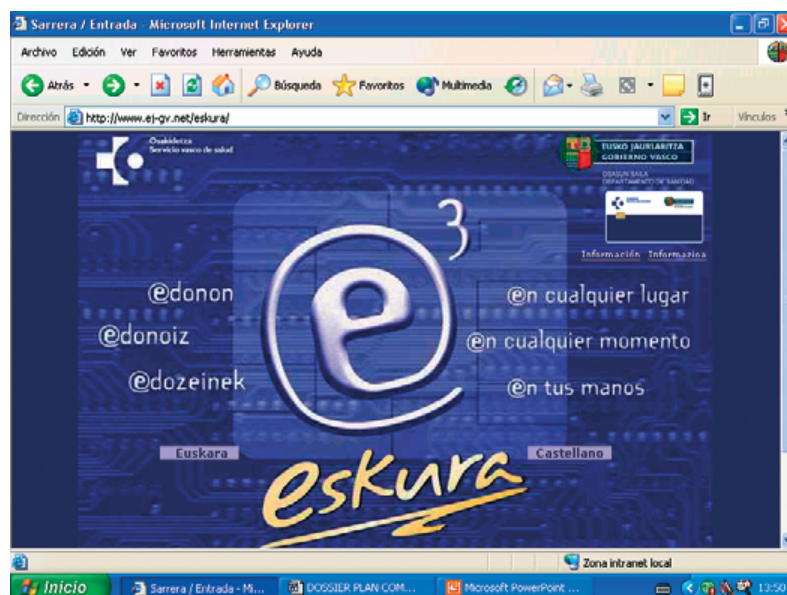 Sarrera / Entrada - Microsoft Internet Explorer
Archivo Edición Ver Favoritos Herramientas Ayuda
Atrás Búsqueda Favoritos Multimedia
Dirección http://www.ej-gv.net/eskura/ Ir Vínculos
Osakidetza
Servicio vasco de salud
EUSKO JAURLARITZA
GOBIERNO VASCO
OSASUN SAILA
DEPARTAMENTO DE SANIDAD
Información Informazioa
e 3
@donon
@donoiz
@dozeinek
@n cualquier lugar
@n cualquier momento
@n tus manos
Euskara
Castellano
eskura
Zona intranet local
Inicio Sarrera / Entrada - Mi... DOSSIER PLAN COM... Microsoft PowerPoint ... 13:50